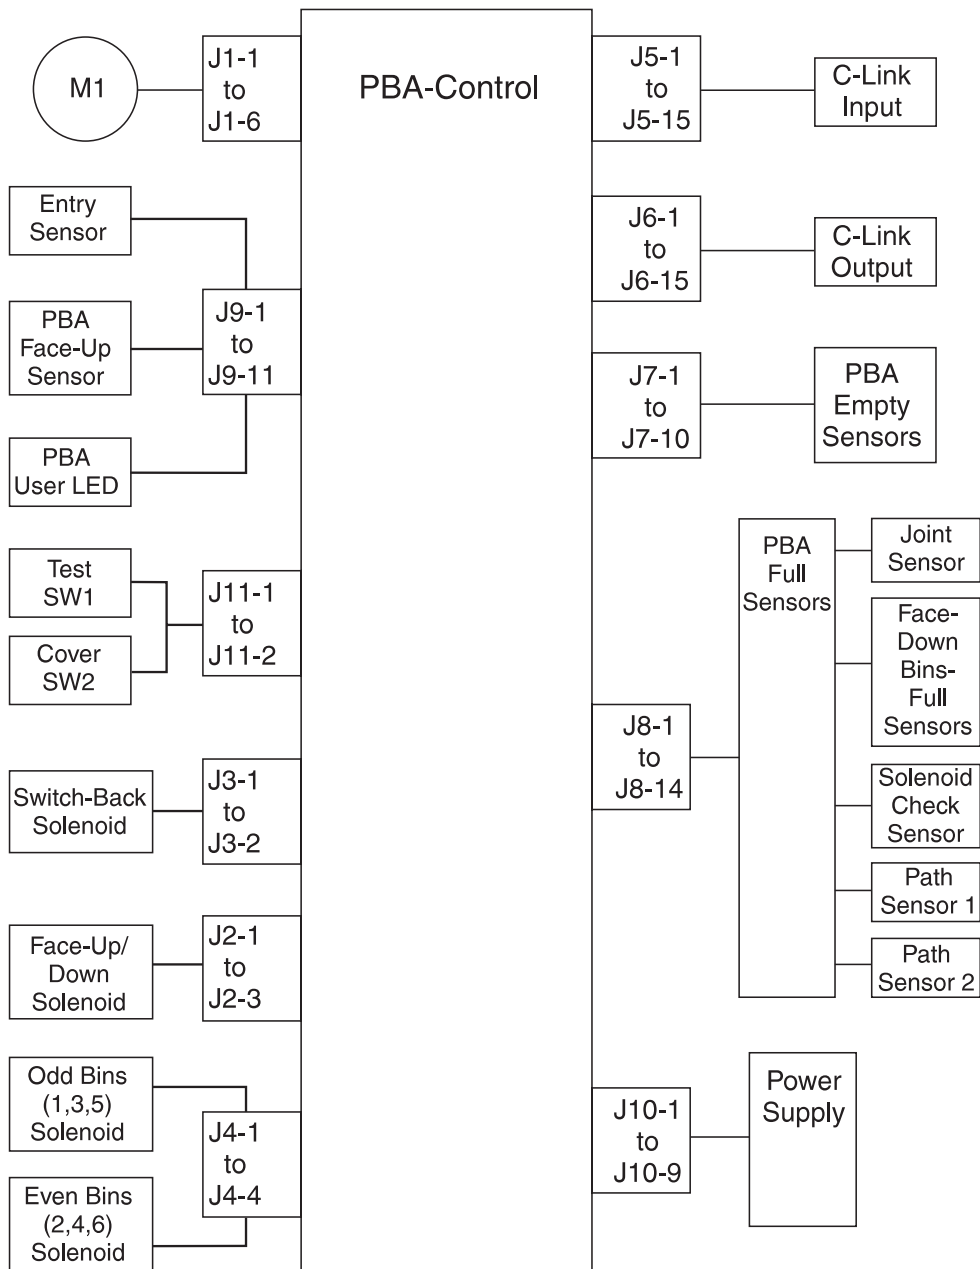 M1
J1-1
to
J1-6
PBA-Control
J5-1
to
J5-15
C-Link
Input
Entry
Sensor
PBA
Face-Up
Sensor
PBA
User LED
J9-1
to
J9-11
J6-1
to
J6-15
C-Link
Output
J7-1
to
J7-10
PBA
Empty
Sensors
Test
SW1
Cover
SW2
J11-1
to
J11-2
Switch-Back
Solenoid
J3-1
to
J3-2
Face-Up/
Down
Solenoid
J2-1
to
J2-3
Odd Bins
(1,3,5)
Solenoid
Even Bins
(2,4,6)
Solenoid
J4-1
to
J4-4
J8-1
to
J8-14
PBA
Full
Sensors
Joint
Sensor
Face-
Down
Bins-
Full
Sensors
Solenoid
Check
Sensor
Path
Sensor 1
Path
Sensor 2
J10-1
to
J10-9
Power
Supply